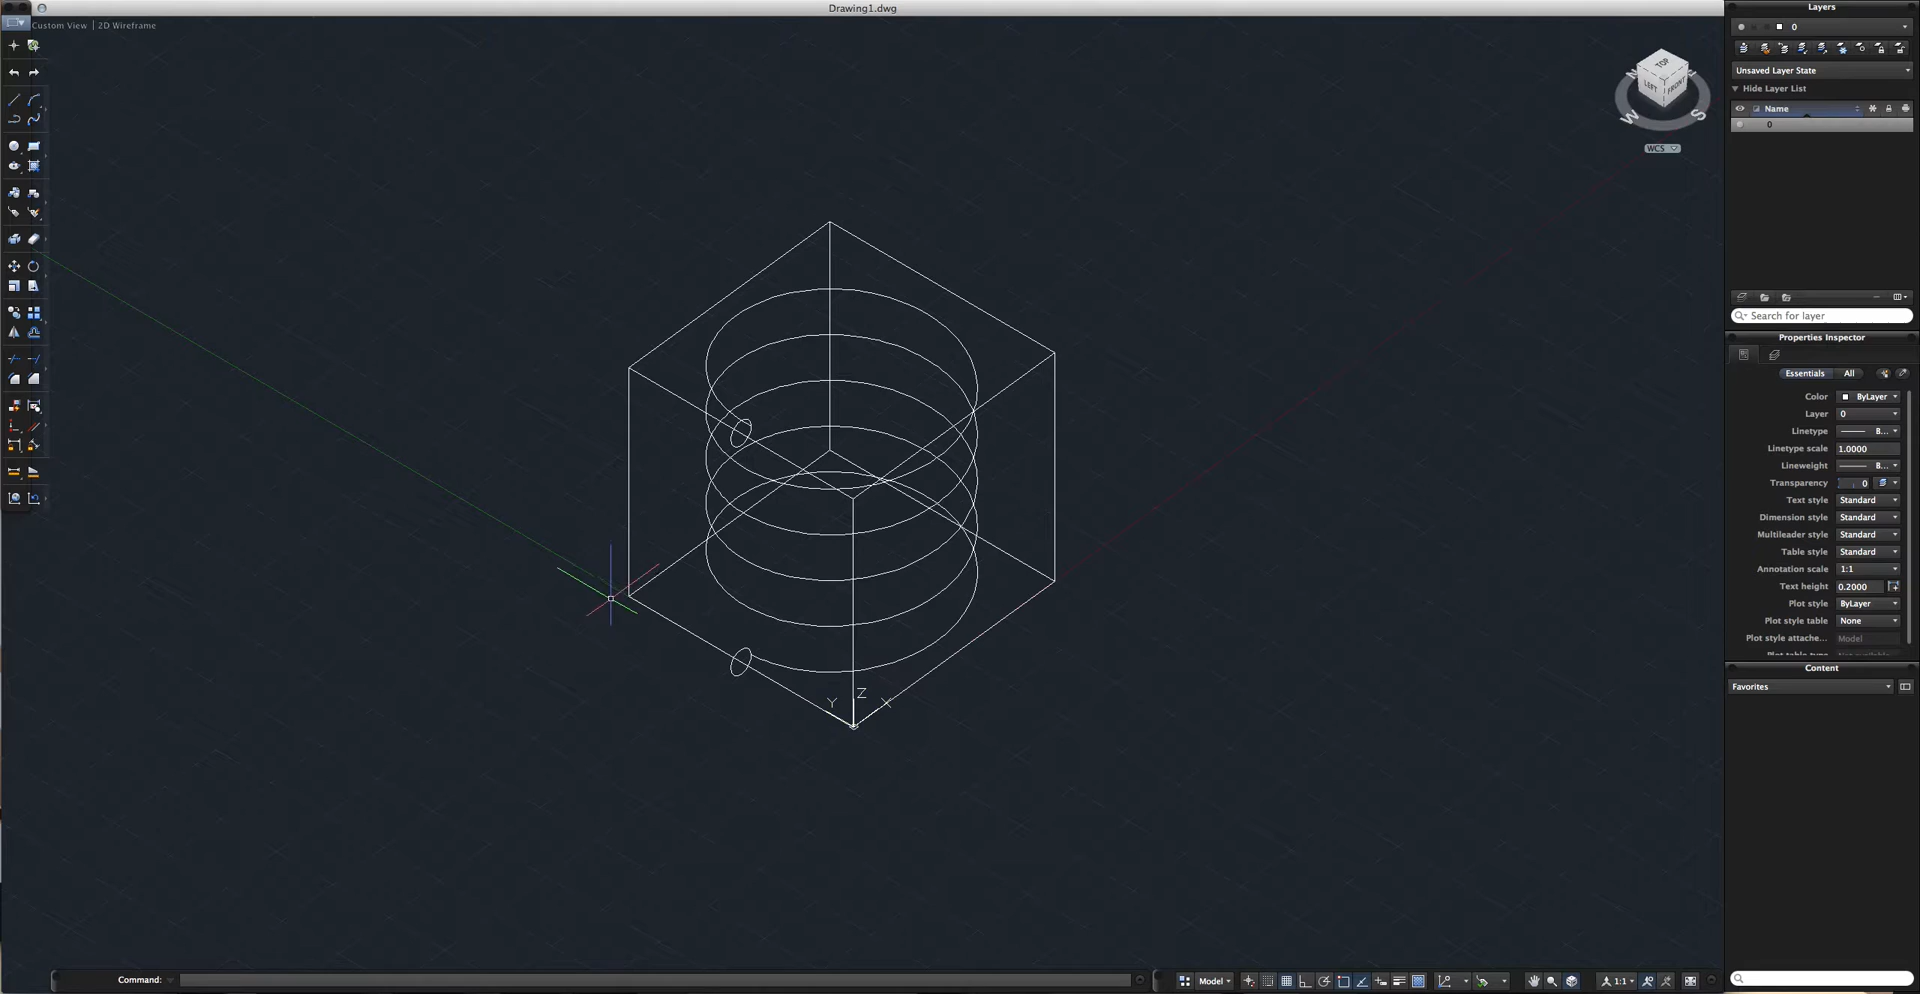 Drawing1.dwg
Custom View | 2D Wireframe
TOP
LEFT
FRONT
W
S
WCS
Z
Y
X
Command:
Model
1:1
Layers
0
Unsaved Layer State
Hide Layer List
Name
0
Search for layer
Properties Inspector
Essentials
All
Color ByLayer
Layer 0
Linetype B...
Linetype scale 1.0000
Lineweight B...
Transparency 0
Text style Standard
Dimension style Standard
Multileader style Standard
Table style Standard
Annotation scale 1:1
Text height 0.2000
Plot style ByLayer
Plot style table None
Plot style attache... Model
Content
Favorites